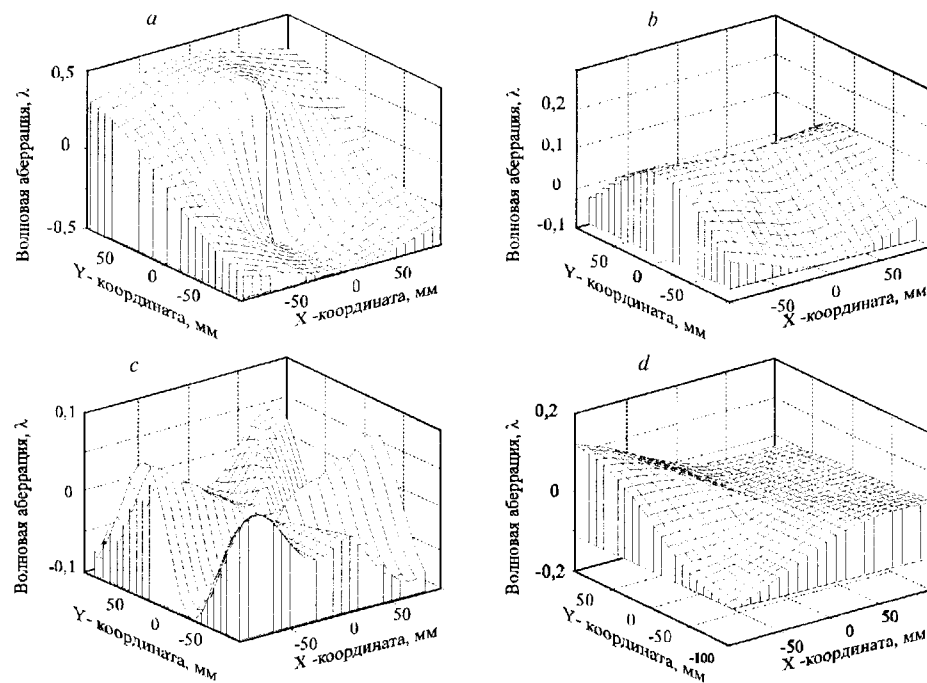 a
0,5
0
-0,5
Волновая аберрация, λ
50
0
-50
Y- координата, мм
-50
0
50
X -координата, мм
b
0,2
0,1
0
-0,1
Волновая аберрация, λ
50
0
-50
Y- координата, мм
-50
0
50
X -координата, мм
c
0,1
0
-0,1
Волновая аберрация, λ
50
0
-50
Y- координата, мм
-50
0
50
X -координата, мм
d
0,2
0
-0,2
Волновая аберрация, λ
50
0
-50
-100
Y- координата, мм
-50
0
50
X -координата, мм